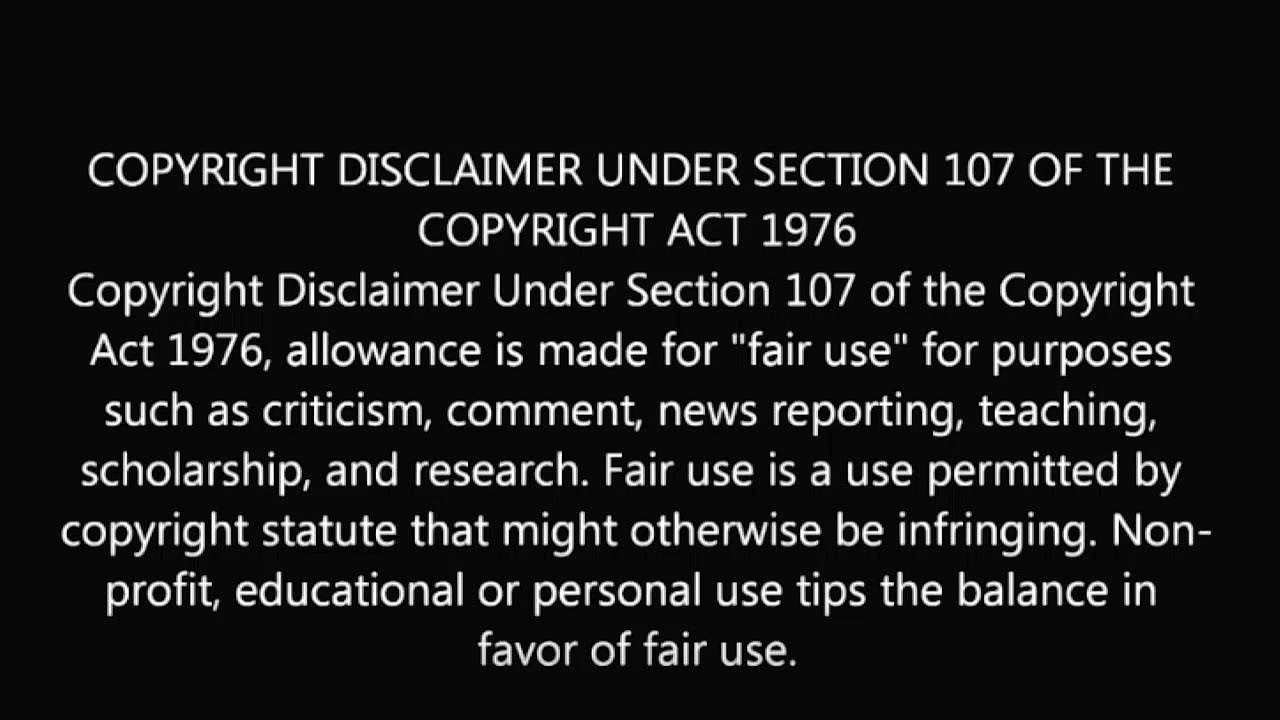 COPYRIGHT DISCLAIMER UNDER SECTION 107 OF THE
COPYRIGHT ACT 1976
Copyright Disclaimer Under Section 107 of the Copyright
Act 1976, allowance is made for "fair use" for purposes
such as criticism, comment, news reporting, teaching,
scholarship, and research. Fair use is a use permitted by
copyright statute that might otherwise be infringing. Non-
profit, educational or personal use tips the balance in
favor of fair use.